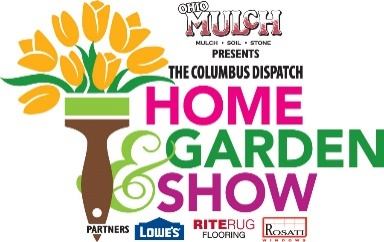 OHIO
MULCH
MULCH • SOIL • STONE
PRESENTS
THE COLUMBUS DISPATCH
HOME
& GARDEN
SHOW
PARTNERS
LOWE'S
RITERUG
FLOORING
ROSATI
WINDOWS